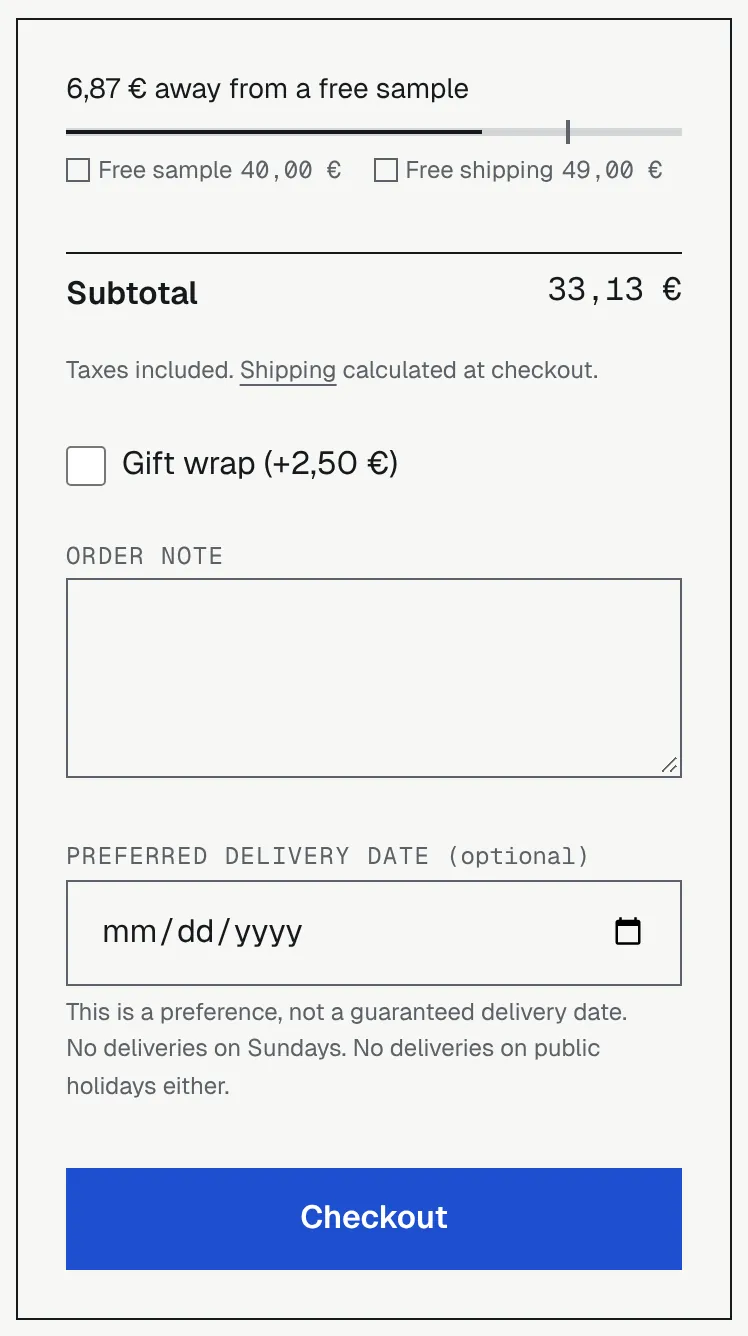 6,87 € away from a free sample
Free sample 40,00 € Free shipping 49,00 €
Subtotal 33,13 €
Taxes included. Shipping calculated at checkout.
Gift wrap (+2,50 €)
ORDER NOTE
PREFERRED DELIVERY DATE (optional)
mm/dd/yyyy
This is a preference, not a guaranteed delivery date.
No deliveries on Sundays. No deliveries on public
holidays either.
Checkout